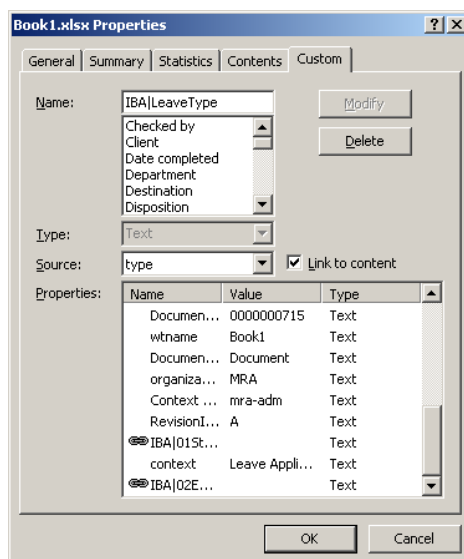 Book1.xlsx Properties
General Summary Statistics Contents Custom
Name: IBA|LeaveType Modify
Checked by
Client
Date completed
Department
Destination
Disposition
Delete
Type: Text
Source: type Link to content
Properties: Name Value Type
Documen... 0000000715 Text
wtname Book1 Text
Documen... Document Text
organiza... MRA Text
Context ... mra-adm Text
RevisionI... A Text
IBA|01St... Text
context Leave Appli... Text
IBA|02E... Text
OK Cancel